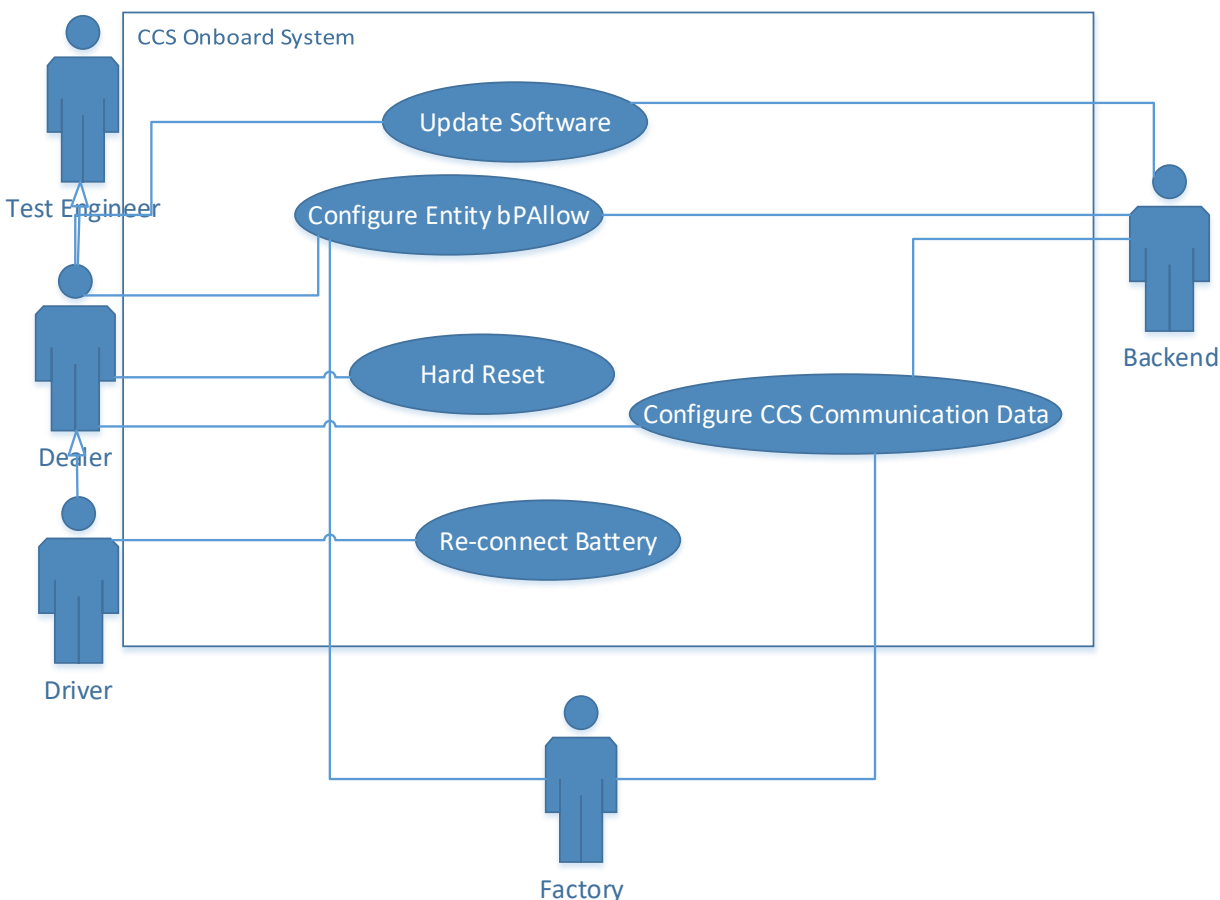 CCS Onboard System
Update Software
Test Engineer
Configure Entity bPAllow
Backend
Hard Reset
Configure CCS Communication Data
Dealer
Re-connect Battery
Driver
Factory